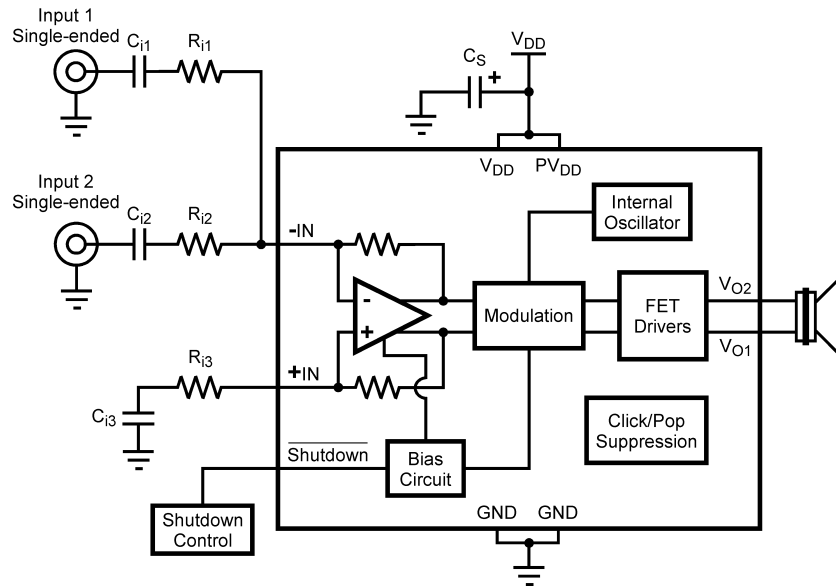 Input 1
Single-ended
Ci1
Ri1
VDD
CS
+
Input 2
Single-ended
Ci2
Ri2
-IN
VDD
PVDD
Internal
Oscillator
-
+
Modulation
FET
Drivers
VO2
VO1
Ri3
+IN
Ci3
Click/Pop
Suppression
Shutdown
Bias
Circuit
Shutdown
Control
GND
GND